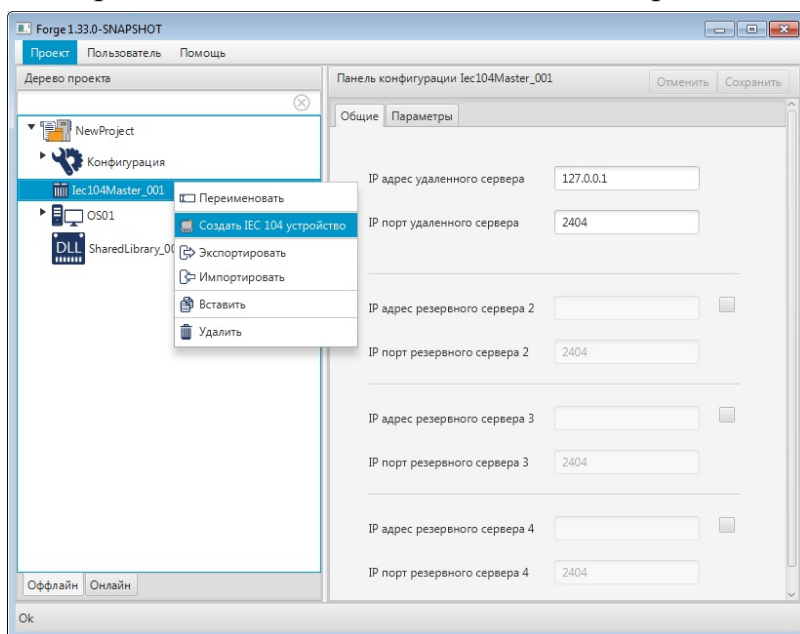 Forge 1.33.0-SNAPSHOT
Проект Пользователь Помощь
Дерево проекта
NewProject
Конфигурация
Iec104Master_001
OS01
DLL SharedLibrary_00
Переименовать
Создать IEC 104 устройство
Экспортировать
Импортировать
Вставить
Удалить
Оффлайн Онлайн
Панель конфигурации Iec104Master_001 Отменить Сохранить
Общие Параметры
IP адрес удаленного сервера 127.0.0.1
IP порт удаленного сервера 2404
IP адрес резервного сервера 2
IP порт резервного сервера 2 2404
IP адрес резервного сервера 3
IP порт резервного сервера 3 2404
IP адрес резервного сервера 4
IP порт резервного сервера 4 2404
Ok